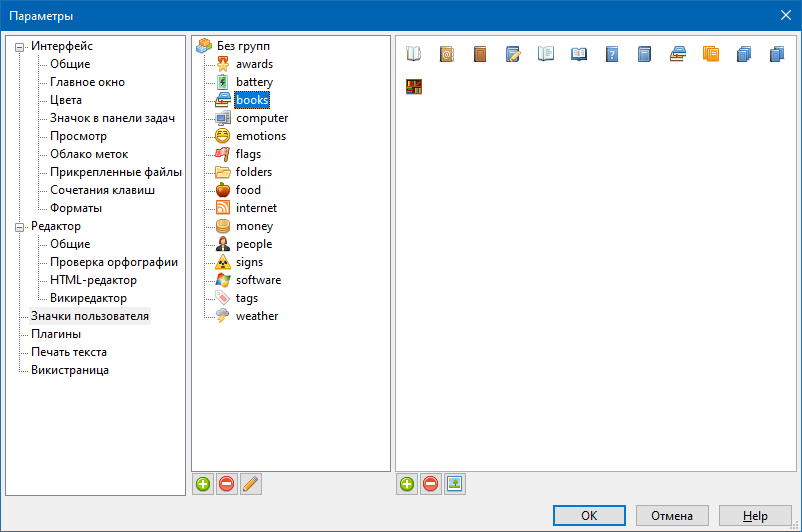 Параметры
Интерфейс
Общие
Главное окно
Цвета
Значок в панели задач
Просмотр
Облако меток
Прикрепленные файлы
Сочетания клавиш
Форматы
Редактор
Общие
Проверка орфографии
HTML-редактор
Викиредактор
Значки пользователя
Плагины
Печать текста
Викистраница
Без групп
awards
battery
books
computer
emotions
flags
folders
food
internet
money
people
signs
software
tags
weather
OK
Отмена
Help